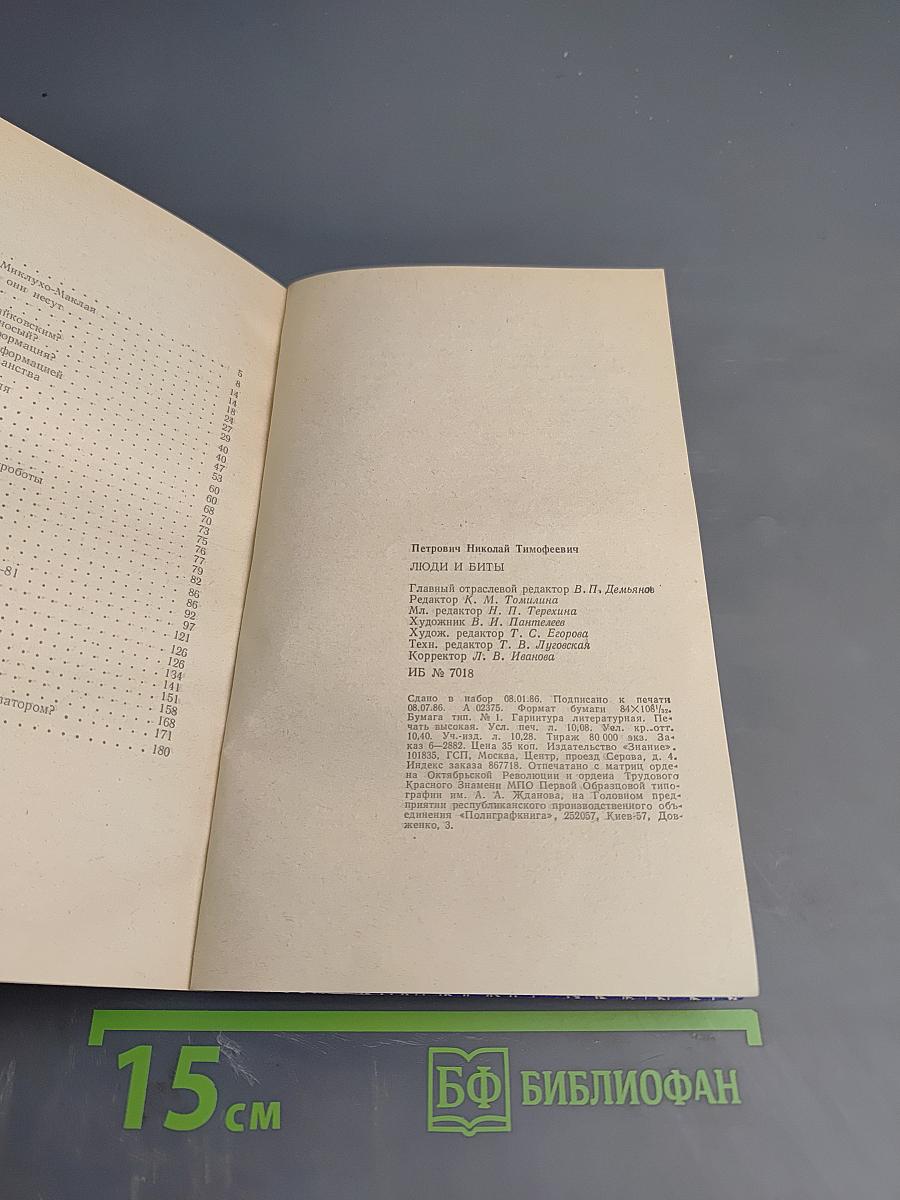 Миклухо-Маклая
они несут
5
8
14
14
18
24
27
29
40
40
47
53
60
60
68
70
73
75
76
77
79
82
86
86
92
97
121
126
126
134
141
151
158
168
171
180
Петрович Николай Тимофеевич
ЛЮДИ И БИТЫ
Главный отраслевой редактор В. П. Демьянов
Редактор К. М. Томилина
Мл. редактор Н. П. Терехина
Художник В. И. Пантелеев
Худож. редактор Т. С. Егорова
Техн. редактор Т. В. Луговская
Корректор Л. В. Иванова
ИБ № 7018
Сдано в набор 08.01.86. Подписано к печати
08.07.86. А 02375. Формат бумаги 84×108¹/₃₂.
Бумага тип. № 1. Гарнитура литературная. Пе-
чать высокая. Усл. печ. л. 10,08. Усл. кр.-отт.
10,40. Уч.-изд. л. 10,28. Тираж 80 000 экз. За-
каз 6—2882. Цена 35 коп. Издательство «Знание».
101835, ГСП, Москва, Центр, проезд Серова, д. 4.
Индекс заказа 867718. Отпечатано с матриц орде-
на Октябрьской Революции и ордена Трудового
Красного Знамени МПО Первой Образцовой типо-
графии им. А. А. Жданова, на Головном пред-
приятии республиканского производственного объ-
единения «Полиграфкнига», 252057, Киев-57, Дов-
женко, 3.
15 см
БФ БИБЛИОФАН